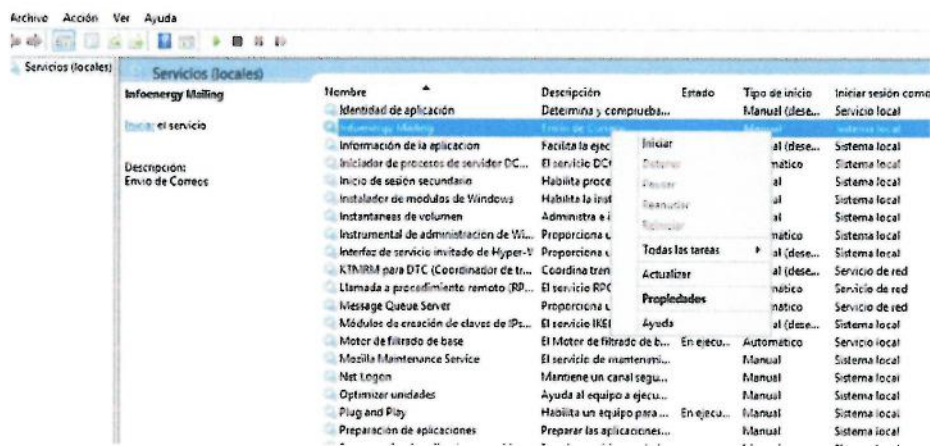 Archivo Acción Ver Ayuda
Servicios (locales)
Servicios (locales)
Infoenergy Mailing
Iniciar el servicio
Descripción:
Envio de Correos
Nombre Descripción Estado Tipo de inicio Iniciar sesión como
Identidad de aplicación Determina y comprueba... Manual (dese... Servicio local
Infoenergy Mailing Envio de Correos Manual Sistema local
Información de la aplicación Facilita la ejec al (dese... Sistema local
Iniciador de procesos de servidor DC... El servicio DC mático Sistema local
Inicio de sesión secundario Habilita proce al Sistema local
Instalador de módulos de Windows Habilita la inst al Sistema local
Instantáneas de volumen Administra e i al Sistema local
Instrumental de administración de Wi... Proporciona u mático Sistema local
Interfaz de servicio invitado de Hyper-V Proporciona u al (dese... Sistema local
KTMRM para DTC (Coordinador de tr... Coordina tren al (dese... Servicio de red
Llamada a procedimiento remoto (RP... El servicio RPC mático Servicio de red
Message Queue Server Proporciona u mático Servicio de red
Módulos de creación de claves de IPs... El servicio IKEE al (dese... Sistema local
Motor de filtrado de base El Motor de filtrado de b... En ejecu... Automático Servicio local
Mozilla Maintenance Service El servicio de mantenimi... Manual Sistema local
Net Logon Mantiene un canal segu... Manual Sistema local
Optimizar unidades Ayuda al equipo a ejecu... Manual Sistema local
Plug and Play Habilita un equipo para ... En ejecu... Manual Sistema local
Preparación de aplicaciones Preparar las aplicaciones... Manual Sistema local
Iniciar
Detener
Pausar
Reanudar
Reiniciar
Todas las tareas
Actualizar
Propiedades
Ayuda